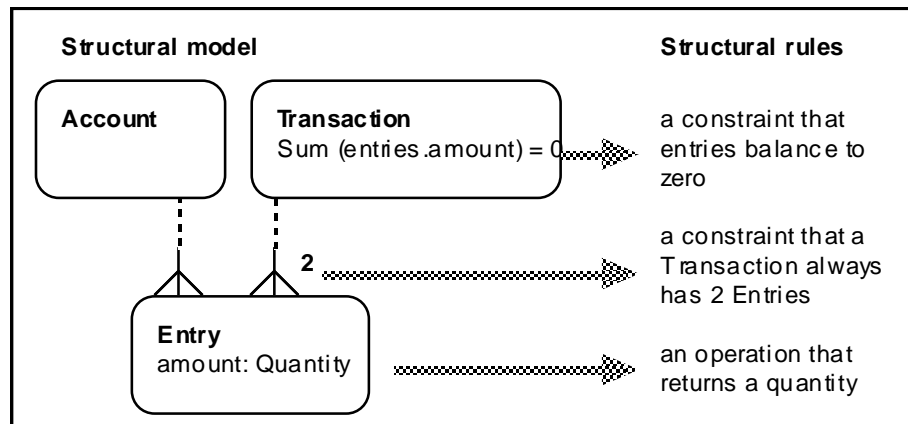 Structural model
Structural rules
Account
Transaction
Sum (entries.amount) = 0
a constraint that
entries balance to
zero
2
a constraint that a
Transaction always
has 2 Entries
Entry
amount: Quantity
an operation that
returns a quantity